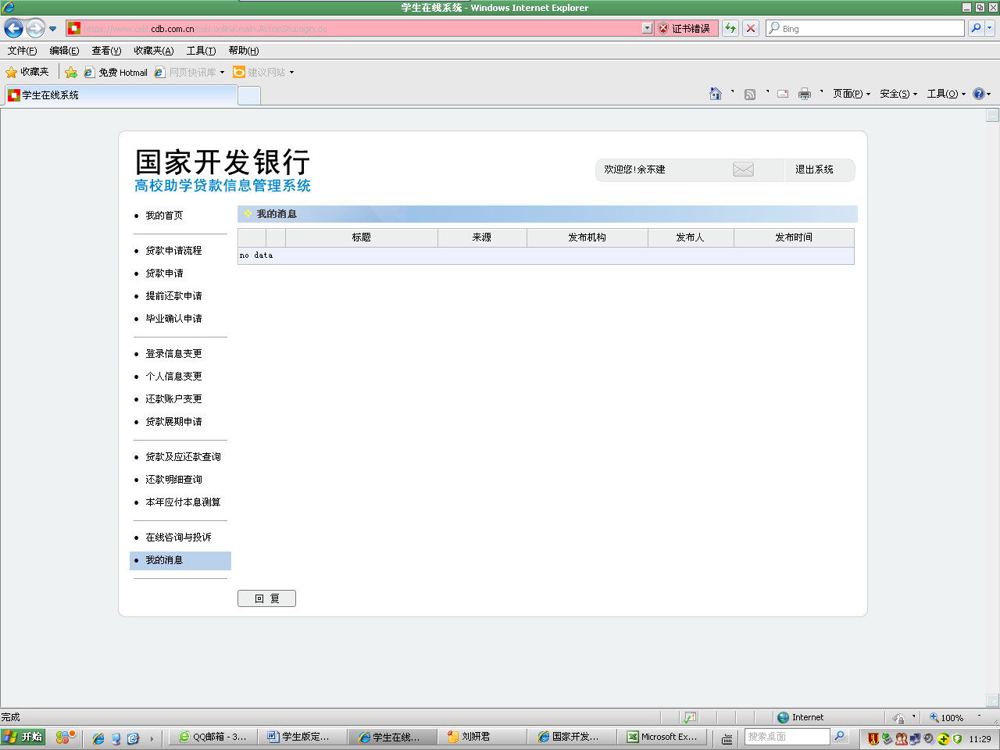 学生在线系统 - Windows Internet Explorer
https://www.csls.cdb.com.cn/csls.online.main.ActionStuLogin.do
证书错误
Bing
文件(F) 编辑(E) 查看(V) 收藏夹(A) 工具(T) 帮助(H)
收藏夹 免费 Hotmail 网页快讯库 建议网站
学生在线系统
页面(P) 安全(S) 工具(O)
国家开发银行
高校助学贷款信息管理系统
欢迎您!余东建
退出系统
我的首页
贷款申请流程
贷款申请
提前还款申请
毕业确认申请
登录信息变更
个人信息变更
还款账户变更
贷款展期申请
贷款及应还款查询
还款明细查询
本年应付本息测算
在线咨询与投诉
我的消息
我的消息
标题 来源 发布机构 发布人 发布时间
no data
回 复
完成
Internet
100%
开始
QQ邮箱 - 3...
学生版定...
学生在线...
刘妍君
国家开发...
Microsoft Ex...
搜索桌面
11:29